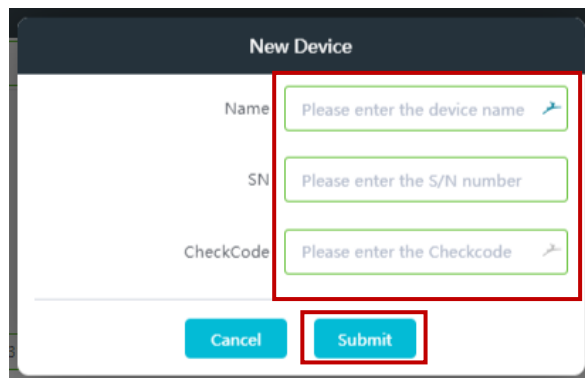 New Device
Name Please enter the device name
SN Please enter the S/N number
CheckCode Please enter the Checkcode
Cancel Submit
3